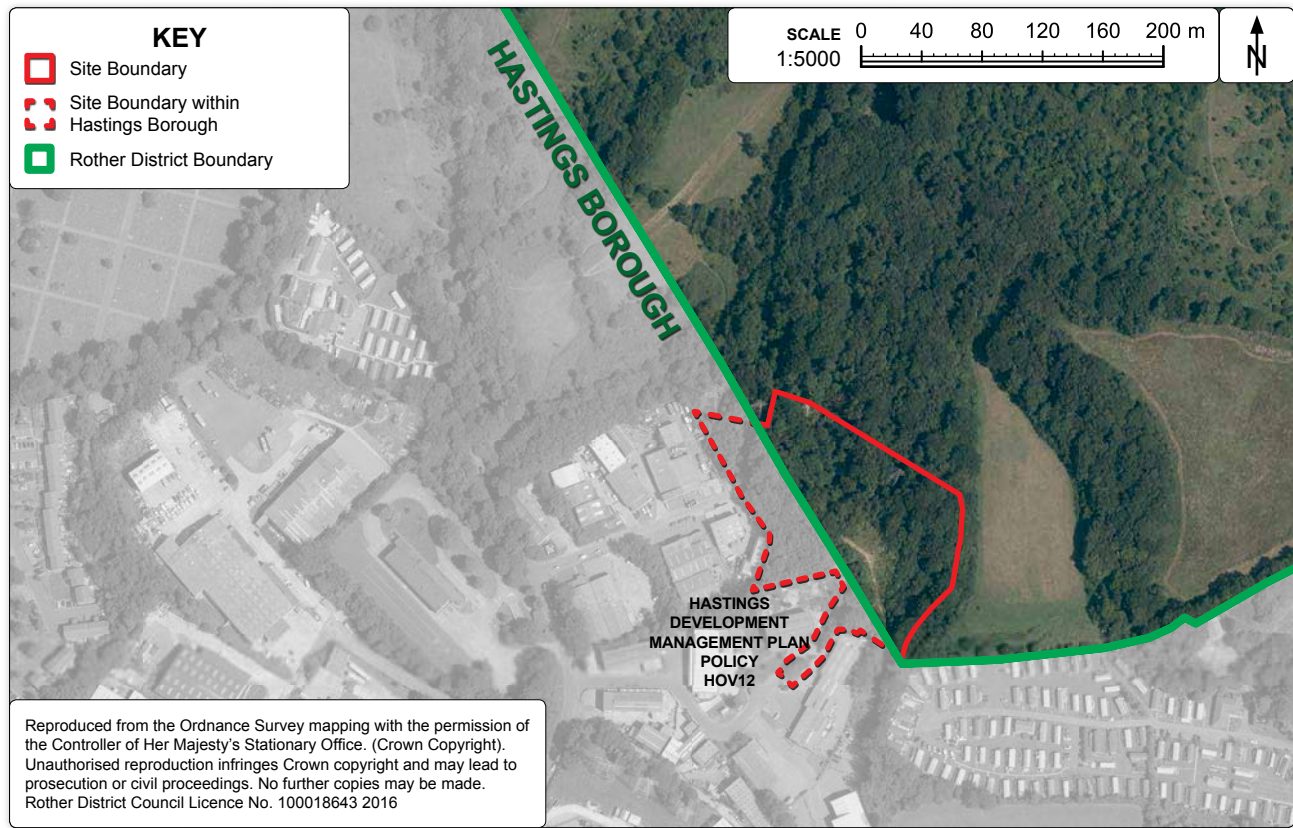 KEY
Site Boundary
Site Boundary within
Hastings Borough
Rother District Boundary
SCALE
1:5000
0 40 80 120 160 200 m
N
HASTINGS BOROUGH
HASTINGS
DEVELOPMENT
MANAGEMENT PLAN
POLICY
HOV12
Reproduced from the Ordnance Survey mapping with the permission of
the Controller of Her Majesty's Stationary Office. (Crown Copyright).
Unauthorised reproduction infringes Crown copyright and may lead to
prosecution or civil proceedings. No further copies may be made.
Rother District Council Licence No. 100018643 2016